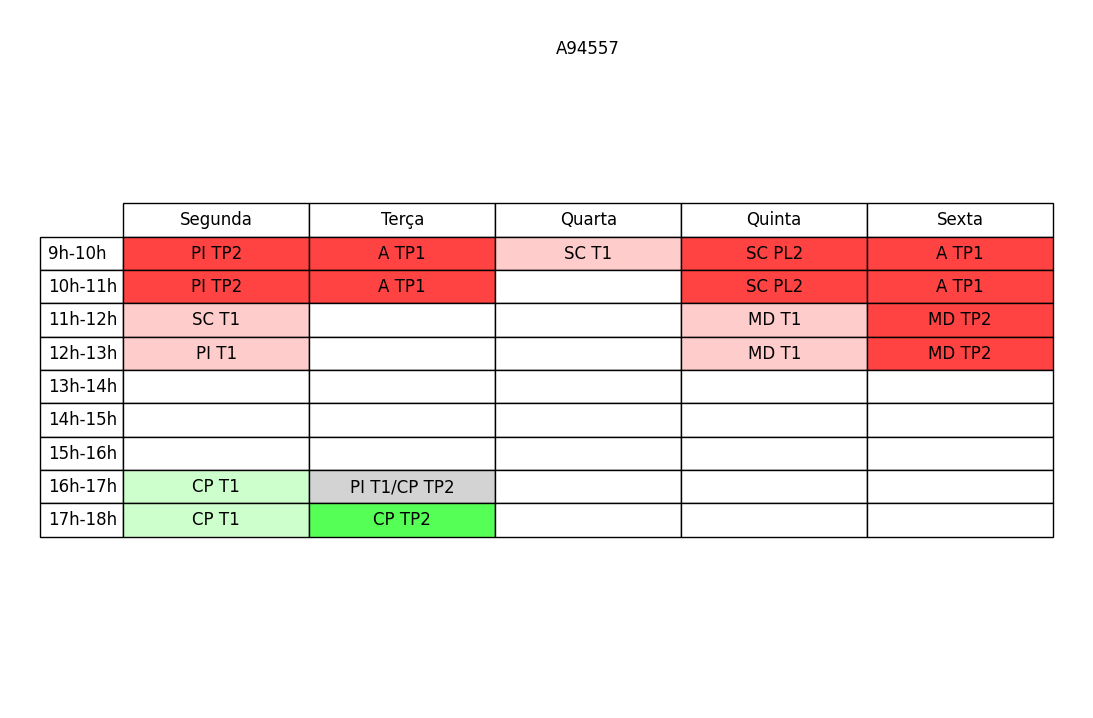 A94557
Segunda Terça Quarta Quinta Sexta
9h-10h PI TP2 A TP1 SC T1 SC PL2 A TP1
10h-11h PI TP2 A TP1 SC PL2 A TP1
11h-12h SC T1 MD T1 MD TP2
12h-13h PI T1 MD T1 MD TP2
13h-14h
14h-15h
15h-16h
16h-17h CP T1 PI T1/CP TP2
17h-18h CP T1 CP TP2